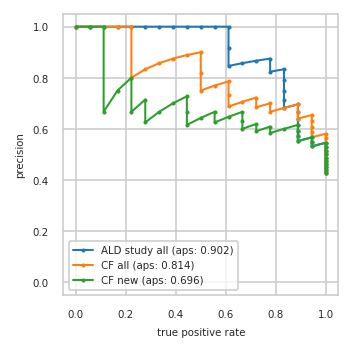 1.0
0.8
0.6
0.4
0.2
0.0
precision
ALD study all (aps: 0.902)
CF all (aps: 0.814)
CF new (aps: 0.696)
0.0 0.2 0.4 0.6 0.8 1.0
true positive rate